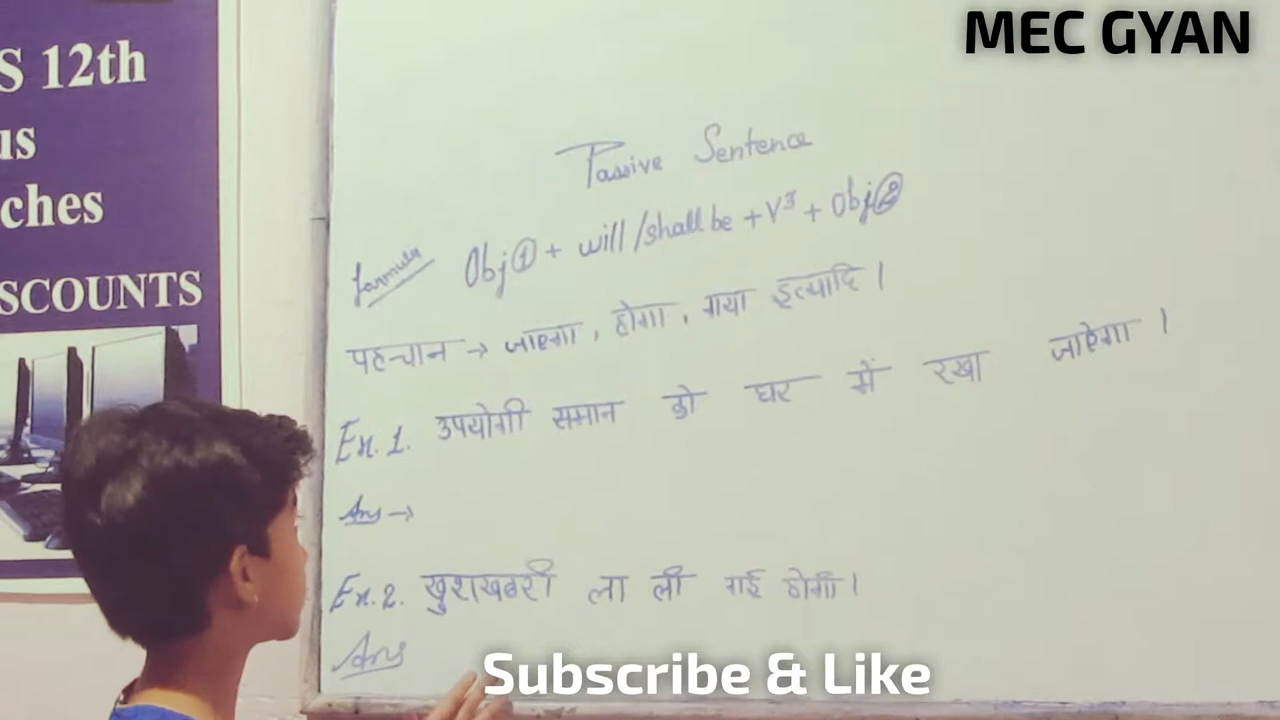 MEC GYAN
S 12th
us
ches
SCOUNTS
Passive Sentence
formula Obj① + will/shall be + V³ + Obj②
पहचान → जाएगा, होगा, गया इत्यादि।
Ex. 1. उपयोगी समान को घर में रखा जाऐगा।
Ans →
Ex. 2. खुशखबरी ला ली गई होगी।
Ans
Subscribe & Like